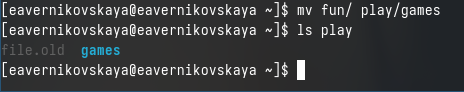 [eavernikovskaya@eavernikovskaya ~]$ mv fun/ play/games
[eavernikovskaya@eavernikovskaya ~]$ ls play
file.old  games
[eavernikovskaya@eavernikovskaya ~]$